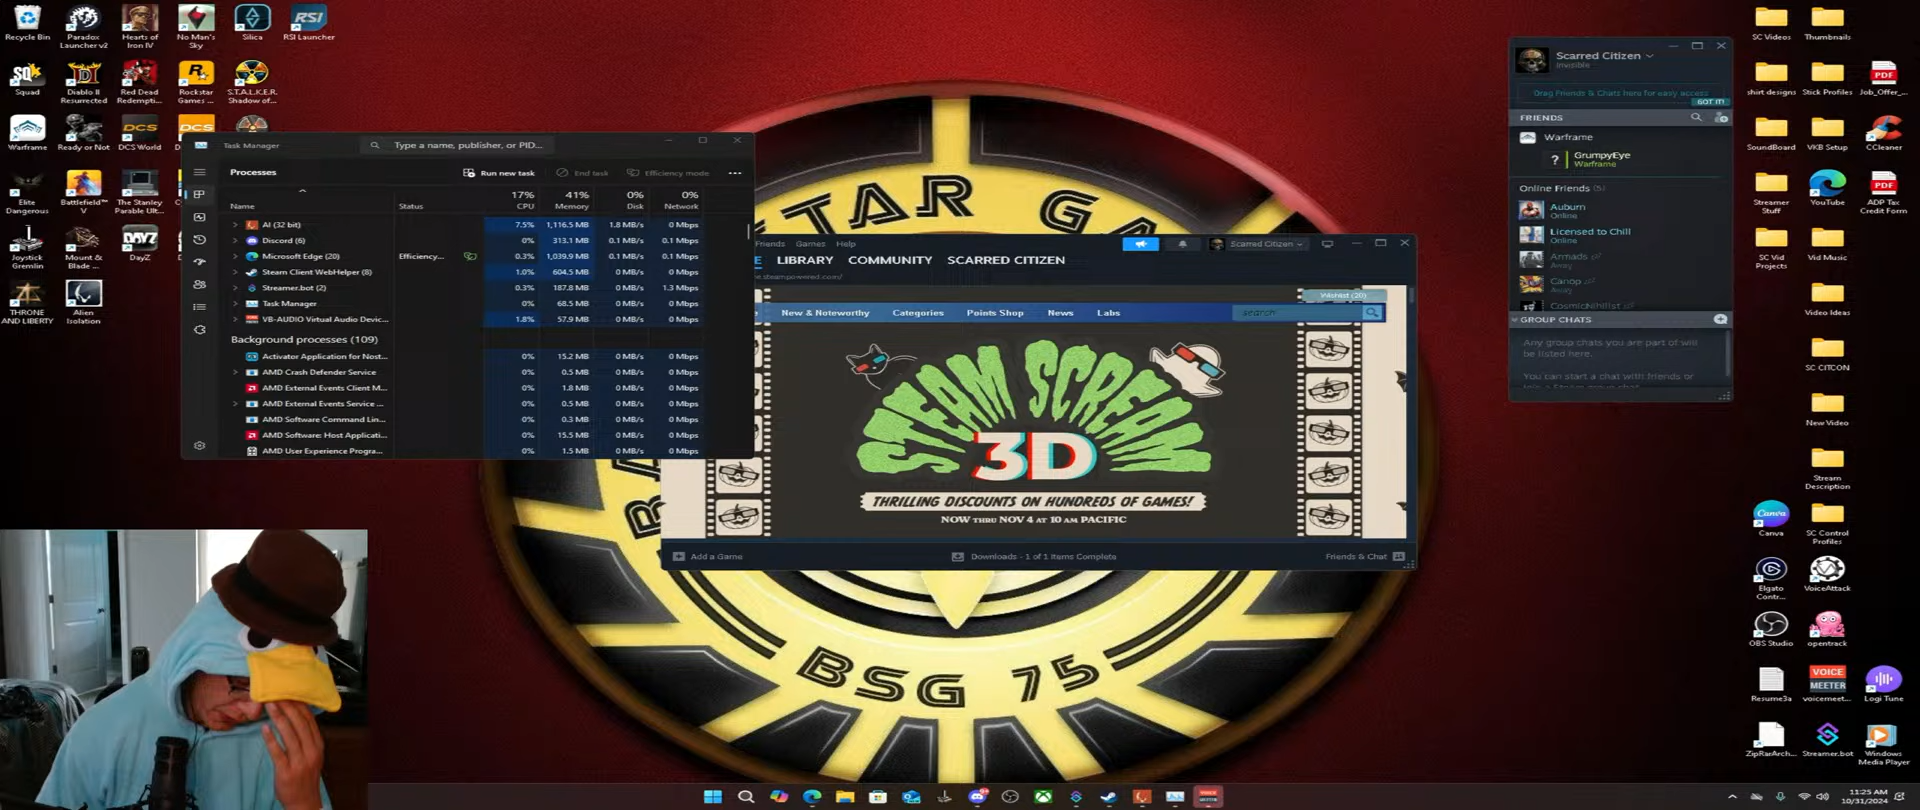 Recycle Bin
Paradox Launcher v2
Hearts of Iron IV
No Man's Sky
Silica
RSI Launcher
Squad
Diablo II Resurrected
Red Dead Redempti...
Rockstar Games ...
S.T.A.L.K.E.R. Shadow of...
Warframe
Ready or Not
DCS World
Elite Dangerous
Battlefield™ V
The Stanley Parable Ult...
Joystick Gremlin
Mount & Blade ...
DayZ
THRONE AND LIBERTY
Alien Isolation
Task Manager
Type a name, publisher, or PID...
Processes
Run new task
End task
Efficiency mode
17% 41% 0% 0%
Name Status CPU Memory Disk Network
AI (32 bit) 7.5% 1,116.5 MB 1.8 MB/s 0 Mbps
Discord (6) 0% 313.1 MB 0.1 MB/s 0.1 Mbps
Microsoft Edge (20) Efficiency... 0.3% 1,039.9 MB 0.1 MB/s 0.1 Mbps
Steam Client WebHelper (8) 1.0% 604.5 MB 0 MB/s 0 Mbps
Streamer.bot (2) 0.3% 187.8 MB 0 MB/s 1.3 Mbps
Task Manager 0% 68.5 MB 0 MB/s 0 Mbps
VB-AUDIO Virtual Audio Devic... 1.8% 57.9 MB 0 MB/s 0 Mbps
Background processes (109)
Activator Application for Nost... 0% 15.2 MB 0 MB/s 0 Mbps
AMD Crash Defender Service 0% 0.5 MB 0 MB/s 0 Mbps
AMD External Events Client M... 0% 1.8 MB 0 MB/s 0 Mbps
AMD External Events Service ... 0% 0.5 MB 0 MB/s 0 Mbps
AMD Software Command Lin... 0% 0.3 MB 0 MB/s 0 Mbps
AMD Software: Host Applicati... 0% 15.5 MB 0 MB/s 0 Mbps
AMD User Experience Progra... 0% 1.5 MB 0 MB/s 0 Mbps
BSG 75
Friends Games Help
Scarred Citizen
LIBRARY COMMUNITY SCARRED CITIZEN
Wishlist (20)
New & Noteworthy Categories Points Shop News Labs
search
STEAM SCREAM
3D
THRILLING DISCOUNTS ON HUNDREDS OF GAMES!
NOW THRU NOV 4 AT 10 AM PACIFIC
Add a Game
Downloads - 1 of 1 Items Complete
Friends & Chat
Scarred Citizen
Invisible
Drag Friends & Chats here for easy access
GOT IT!
FRIENDS
Warframe
? GrumpyEye
Warframe
Online Friends (5)
Auburn
Online
Licensed to Chill
Online
Armads
Away
Canop
Away
CosmicNihilist
GROUP CHATS
Any group chats you are part of will
be listed here.
You can start a chat with friends or
SC Videos
Thumbnails
shirt designs
Stick Profiles
PDF
Job_Offer_...
SoundBoard
VKB Setup
CCleaner
Streamer Stuff
YouTube
PDF
ADP Tax Credit Form
SC Vid Projects
Vid Music
Video Ideas
SC CITCON
New Video
Stream Description
Canva
Canva
SC Control Profiles
Elgato Contr...
VoiceAttack
OBS Studio
opentrack
Resume3a
VOICE MEETER
voicemeet...
Logi Tune
ZipRarArch...
Streamer.bot
Windows Media Player
11:25 AM
10/31/2024